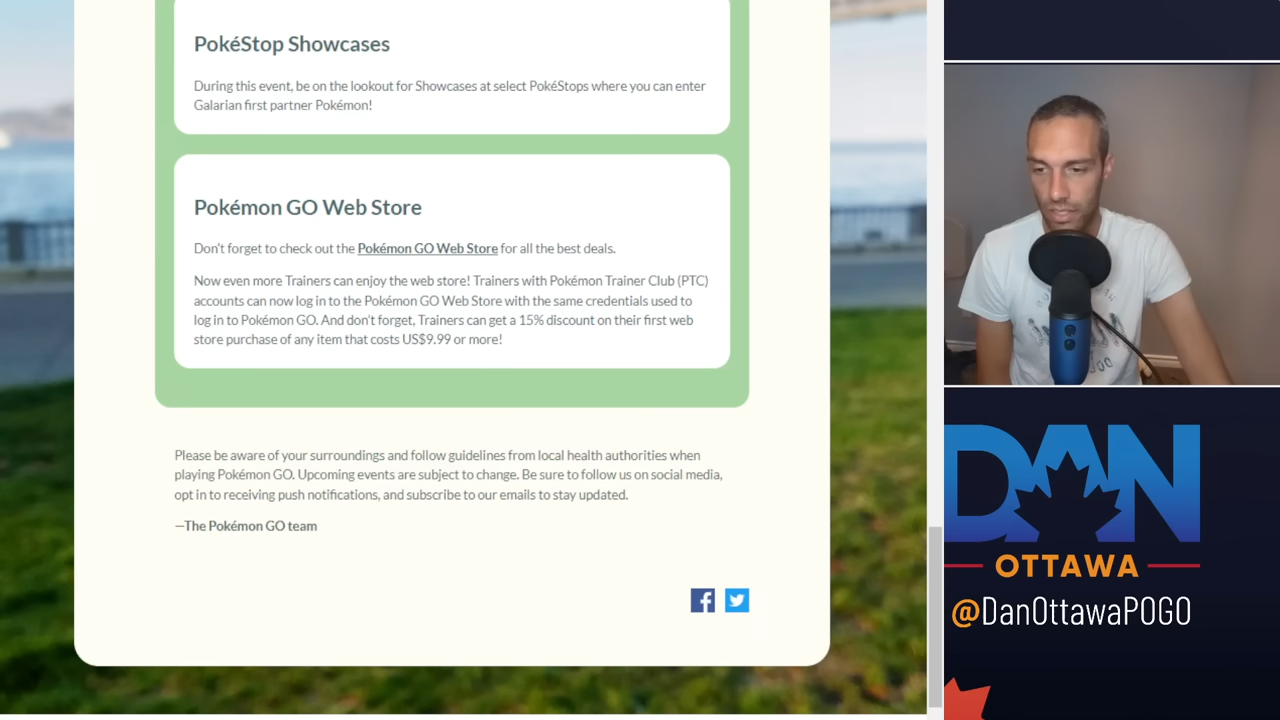 PokéStop Showcases
During this event, be on the lookout for Showcases at select PokéStops where you can enter
Galarian first partner Pokémon!
Pokémon GO Web Store
Don't forget to check out the Pokémon GO Web Store for all the best deals.
Now even more Trainers can enjoy the web store! Trainers with Pokémon Trainer Club (PTC)
accounts can now log in to the Pokémon GO Web Store with the same credentials used to
log in to Pokémon GO. And don't forget, Trainers can get a 15% discount on their first web
store purchase of any item that costs US$9.99 or more!
Please be aware of your surroundings and follow guidelines from local health authorities when
playing Pokémon GO. Upcoming events are subject to change. Be sure to follow us on social media,
opt in to receiving push notifications, and subscribe to our emails to stay updated.
—The Pokémon GO team
DAN
OTTAWA
@DanOttawaPOGO